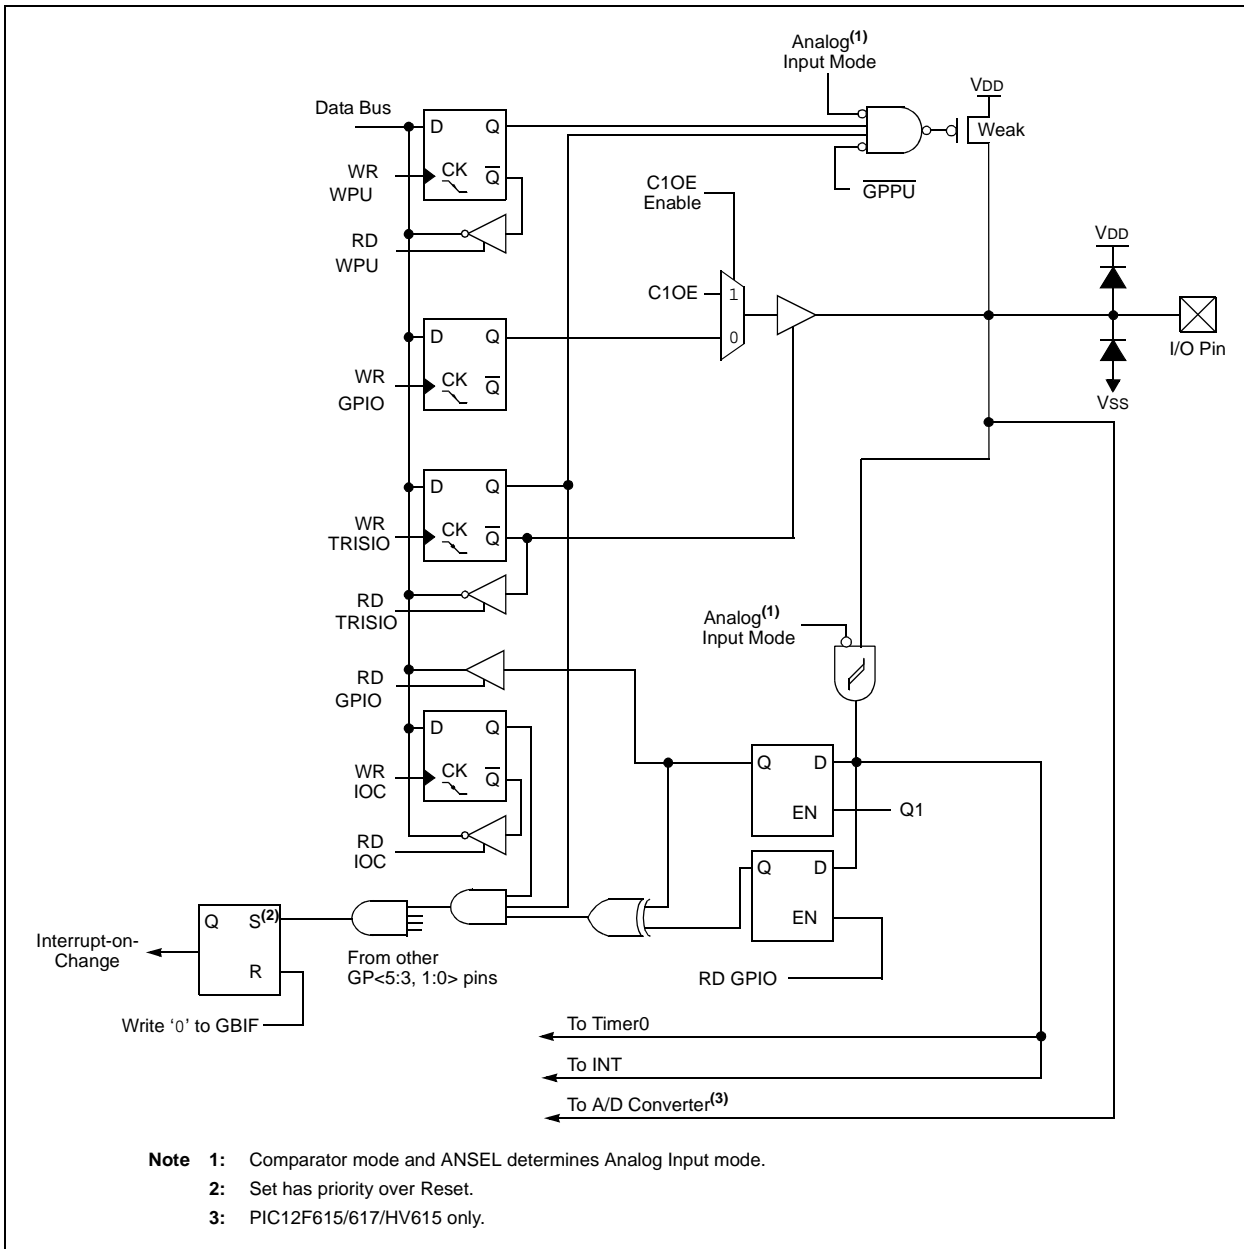 Analog(1)
Input Mode
VDD
Data Bus
D
Q
Weak
WR
WPU
CK
Q
C1OE
Enable
GPPU
RD
WPU
VDD
C1OE
1
D
Q
0
I/O Pin
WR
GPIO
CK
Q
VSS
D
Q
WR
TRISIO
CK
Q
RD
TRISIO
Analog(1)
Input Mode
RD
GPIO
D
Q
WR
IOC
CK
Q
Q
D
EN
Q1
RD
IOC
Q
D
EN
Q
S(2)
R
Interrupt-on-
Change
From other
GP<5:3, 1:0> pins
RD GPIO
Write ‘0’ to GBIF
To Timer0
To INT
To A/D Converter(3)
Note 1: Comparator mode and ANSEL determines Analog Input mode.
2: Set has priority over Reset.
3: PIC12F615/617/HV615 only.